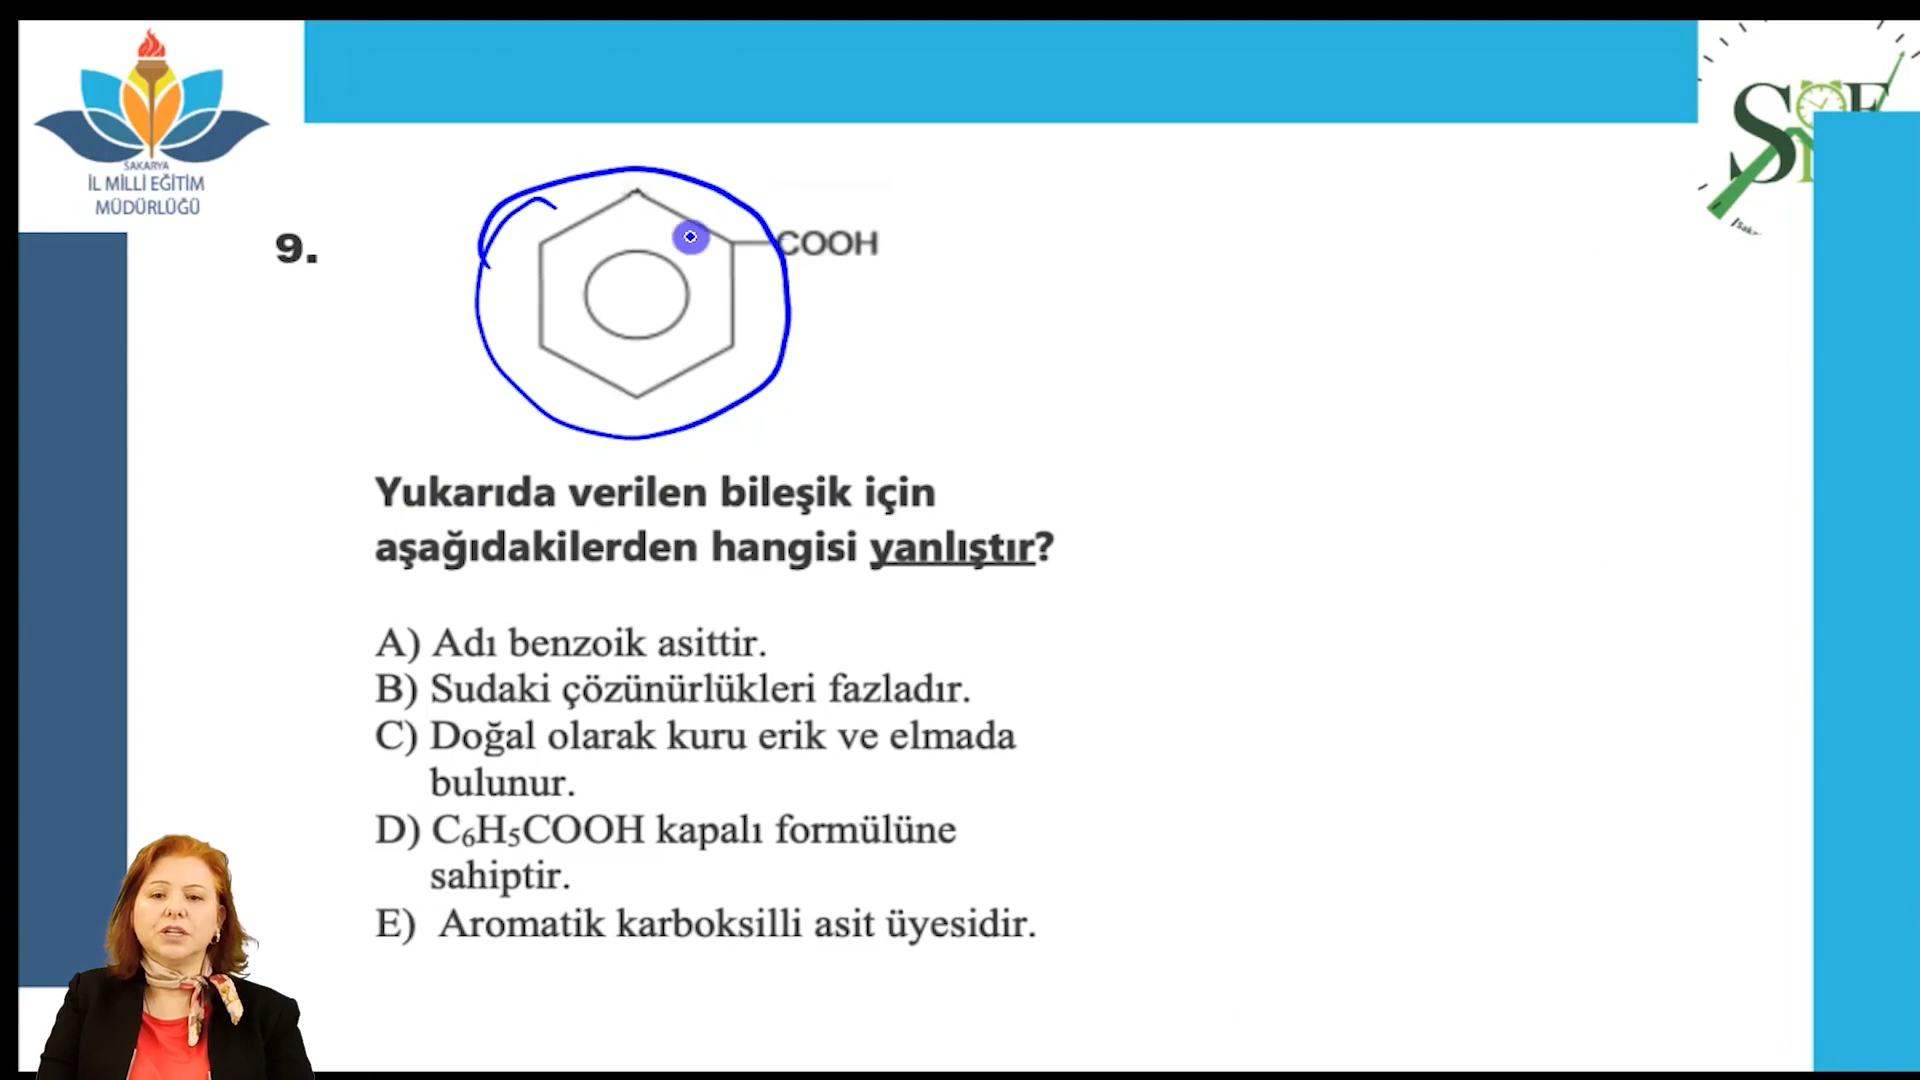 SAKARYA
İL MİLLİ EĞİTİM
MÜDÜRLÜĞÜ
9.
COOH
Yukarıda verilen bileşik için
aşağıdakilerden hangisi yanlıştır?
A) Adı benzoik asittir.
B) Sudaki çözünürlükleri fazladır.
C) Doğal olarak kuru erik ve elmada
bulunur.
D) C₆H₅COOH kapalı formülüne
sahiptir.
E) Aromatik karboksilli asit üyesidir.